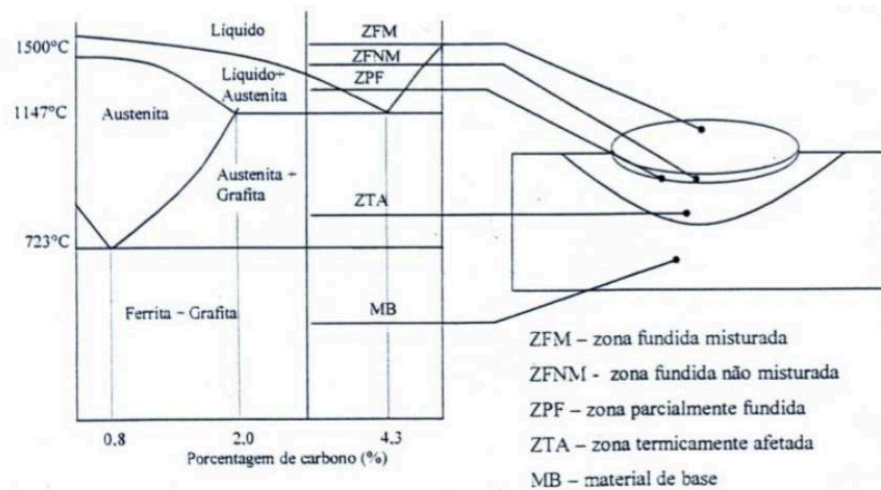 Líquido
ZFM
1500°C
ZFNM
Líquido+
Austenita
ZPF
Austenita
1147°C
Austenita +
Grafita
ZTA
723°C
Ferrita - Grafita
MB
0.8
2.0
4.3
Porcentagem de carbono (%)
ZFM – zona fundida misturada
ZFNM - zona fundida não misturada
ZPF – zona parcialmente fundida
ZTA – zona termicamente afetada
MB – material de base